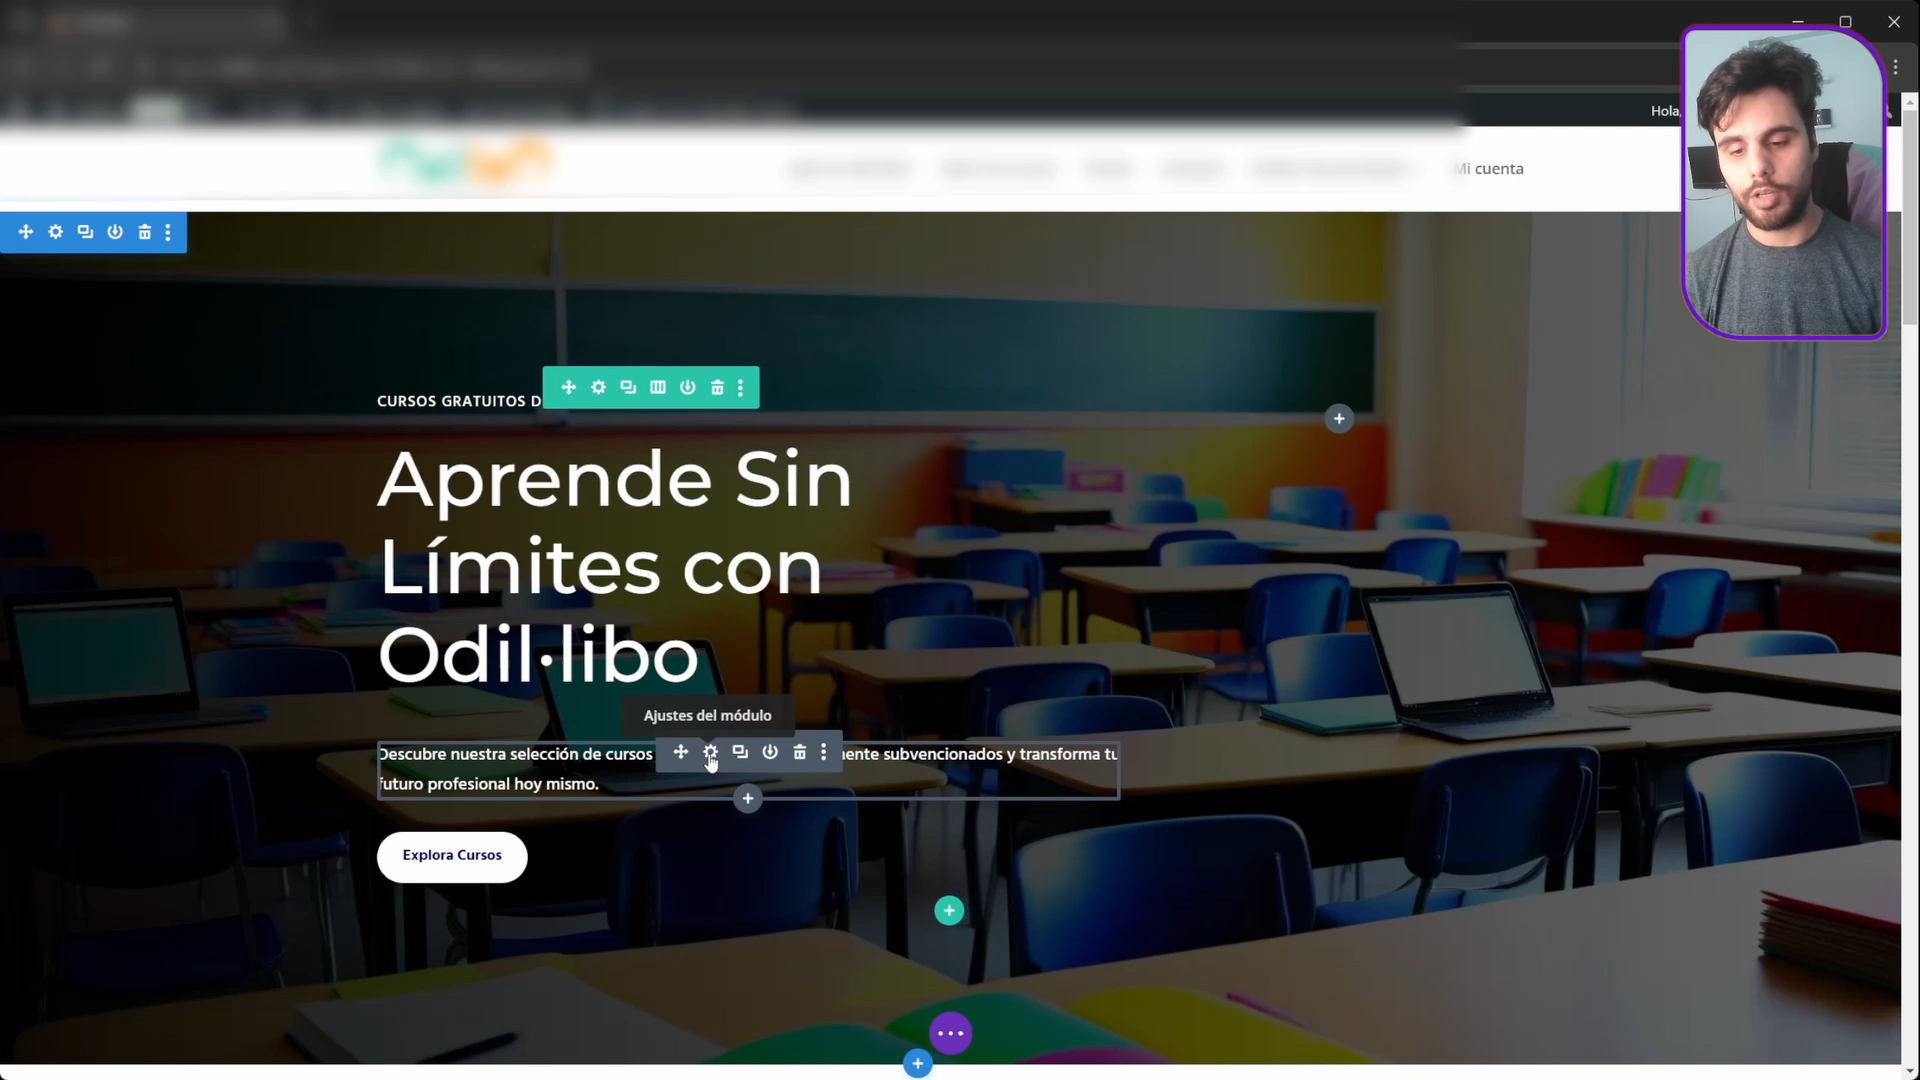 Hola,
Mi cuenta
CURSOS GRATUITOS D
Aprende Sin
Límites con
Odil·libo
Ajustes del módulo
Descubre nuestra selección de cursos
mente subvencionados y transforma tu
futuro profesional hoy mismo.
Explora Cursos